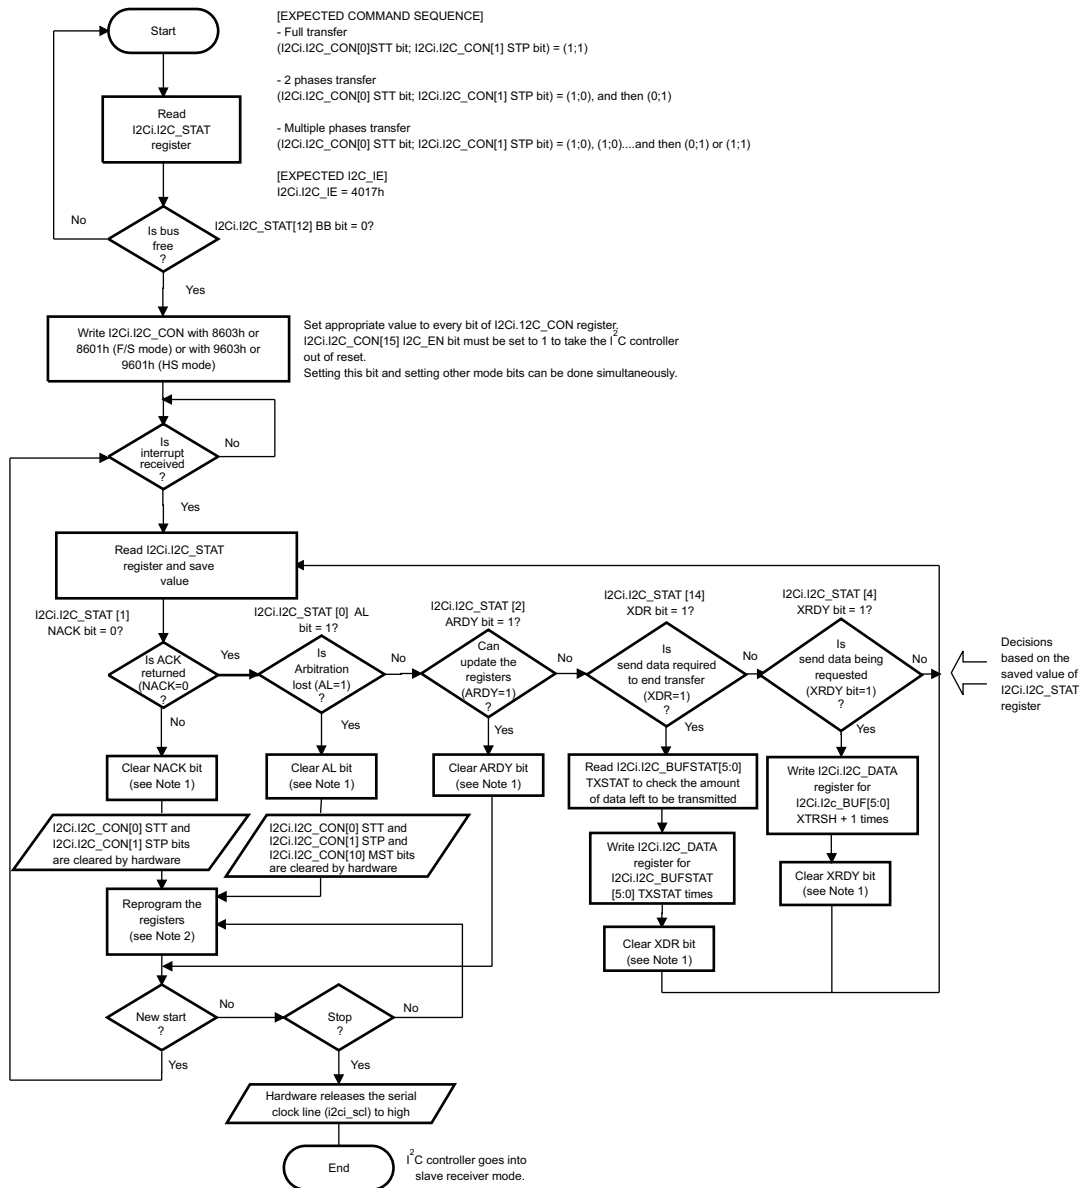 Start
[EXPECTED COMMAND SEQUENCE]
- Full transfer
(I2Ci.I2C_CON[0]STT bit; I2Ci.I2C_CON[1] STP bit) = (1;1)
- 2 phases transfer
(I2Ci.I2C_CON[0] STT bit; I2Ci.I2C_CON[1] STP bit) = (1;0), and then (0;1)
- Multiple phases transfer
(I2Ci.I2C_CON[0] STT bit; I2Ci.I2C_CON[1] STP bit) = (1;0), (1;0)....and then (0;1) or (1;1)
[EXPECTED I2C_IE]
I2Ci.I2C_IE = 4017h
Read
I2Ci.I2C_STAT
register
No
Is bus
free
?
I2Ci.I2C_STAT[12] BB bit = 0?
Yes
Write I2Ci.I2C_CON with 8603h or
8601h (F/S mode) or with 9603h or
9601h (HS mode)
Set appropriate value to every bit of I2Ci.12C_CON register.
I2Ci.I2C_CON[15] I2C_EN bit must be set to 1 to take the I2C controller
out of reset.
Setting this bit and setting other mode bits can be done simultaneously.
Is
interrupt
received
?
No
Yes
Read I2Ci.I2C_STAT
register and save
value
I2Ci.I2C_STAT [1]
NACK bit = 0?
Is ACK
returned
(NACK=0
?
Yes
No
I2Ci.I2C_STAT [0] AL
bit = 1?
Is
Arbitration
lost (AL=1)
?
No
Yes
I2Ci.I2C_STAT [2]
ARDY bit = 1?
Can
update the
registers
(ARDY=1)
?
No
Yes
I2Ci.I2C_STAT [14]
XDR bit = 1?
Is
send data required
to end transfer
(XDR=1)
?
No
Yes
I2Ci.I2C_STAT [4]
XRDY bit = 1?
Is
send data being
requested
(XRDY bit=1)
?
No
Yes
Decisions
based on the
saved value of
I2Ci.I2C_STAT
register
Clear NACK bit
(see Note 1)
Clear AL bit
(see Note 1)
Clear ARDY bit
(see Note 1)
Read I2Ci.I2C_BUFSTAT[5:0]
TXSTAT to check the amount
of data left to be transmitted
Write I2Ci.I2C_DATA
register for
I2Ci.I2c_BUF[5:0]
XTRSH + 1 times
I2Ci.I2C_CON[0] STT and
I2Ci.I2C_CON[1] STP bits
are cleared by hardware
I2Ci.I2C_CON[0] STT and
I2Ci.I2C_CON[1] STP and
I2Ci.I2C_CON[10] MST bits
are cleared by hardware
Write I2Ci.I2C_DATA
register for
I2Ci.I2C_BUFSTAT
[5:0] TXSTAT times
Clear XRDY bit
(see Note 1)
Reprogram the
registers
(see Note 2)
Clear XDR bit
(see Note 1)
New start
?
No
Yes
Stop
?
No
Yes
Hardware releases the serial
clock line (i2ci_scl) to high
End
I2C controller goes into
slave receiver mode.